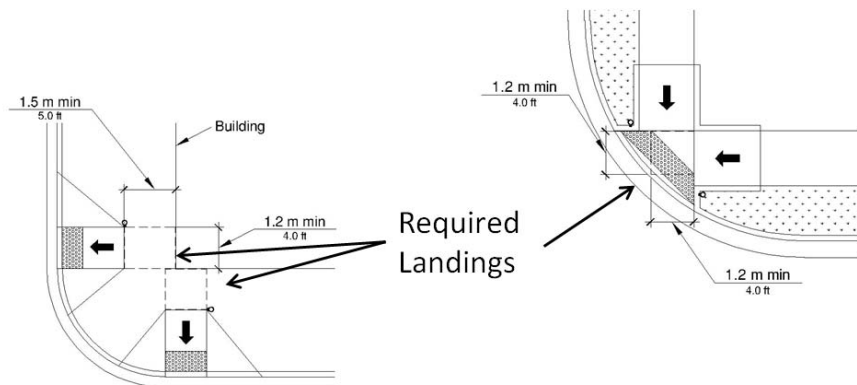 1.5 m min
5.0 ft
Building
1.2 m min
4.0 ft
Required
Landings
1.2 m min
4.0 ft
1.2 m min
4.0 ft